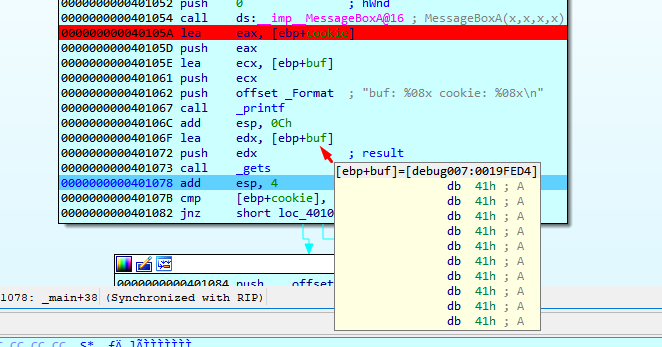 0000000000401052 push    0               ; hWnd
0000000000401054 call    ds:__imp__MessageBoxA@16 ; MessageBoxA(x,x,x,x)
000000000040105A lea     eax, [ebp+cookie]
000000000040105D push    eax
000000000040105E lea     ecx, [ebp+buf]
0000000000401061 push    ecx
0000000000401062 push    offset _Format  ; "buf: %08x cookie: %08x\n"
0000000000401067 call    _printf
000000000040106C add     esp, 0Ch
000000000040106F lea     edx, [ebp+buf]
0000000000401072 push    edx             ; result
0000000000401073 call    _gets
0000000000401078 add     esp, 4
000000000040107B cmp     [ebp+cookie],
0000000000401082 jnz     short loc_4010
[ebp+buf]=[debug007:0019FED4]
db  41h ; A
db  41h ; A
db  41h ; A
db  41h ; A
db  41h ; A
db  41h ; A
db  41h ; A
db  41h ; A
db  41h ; A
0000000000401084 push    offset
1078: _main+38 (Synchronized with RIP)